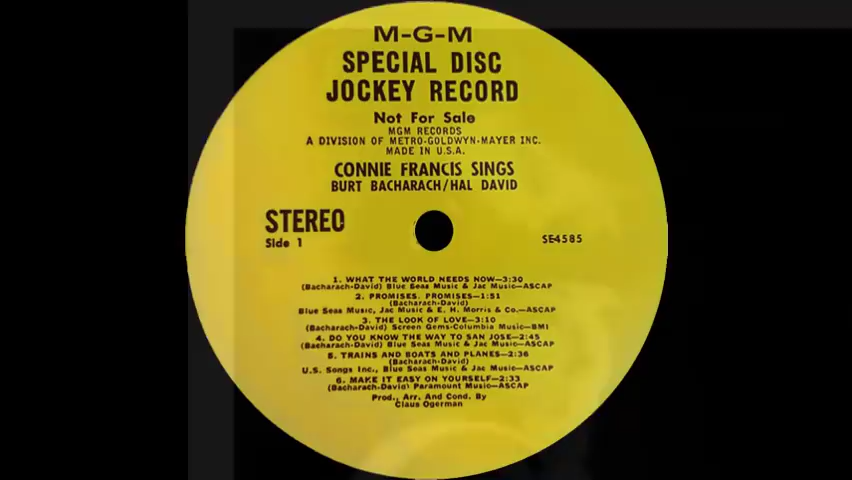 M-G-M
SPECIAL DISC
JOCKEY RECORD
Not For Sale
MGM RECORDS
A DIVISION OF METRO-GOLDWYN-MAYER INC.
MADE IN U.S.A.
CONNIE FRANCIS SINGS
BURT BACHARACH/HAL DAVID
STEREO
Side 1
SE4585
1. WHAT THE WORLD NEEDS NOW—3:30
(Bacharach-David) Blue Seas Music & Jac Music—ASCAP
2. PROMISES, PROMISES—1:51
(Bacharach-David)
Blue Seas Music, Jac Music & E. H. Morris & Co.—ASCAP
3. THE LOOK OF LOVE—3:10
(Bacharach-David) Screen Gems-Columbia Music—BMI
4. DO YOU KNOW THE WAY TO SAN JOSE—2:45
(Bacharach-David) Blue Seas Music & Jac Music—ASCAP
5. TRAINS AND BOATS AND PLANES—2:36
(Bacharach-David)
U.S. Songs Inc., Blue Seas Music & Jac Music—ASCAP
6. MAKE IT EASY ON YOURSELF—2:33
(Bacharach-David) Paramount Music—ASCAP
Prod., Arr. And Cond. By
Claus Ogerman